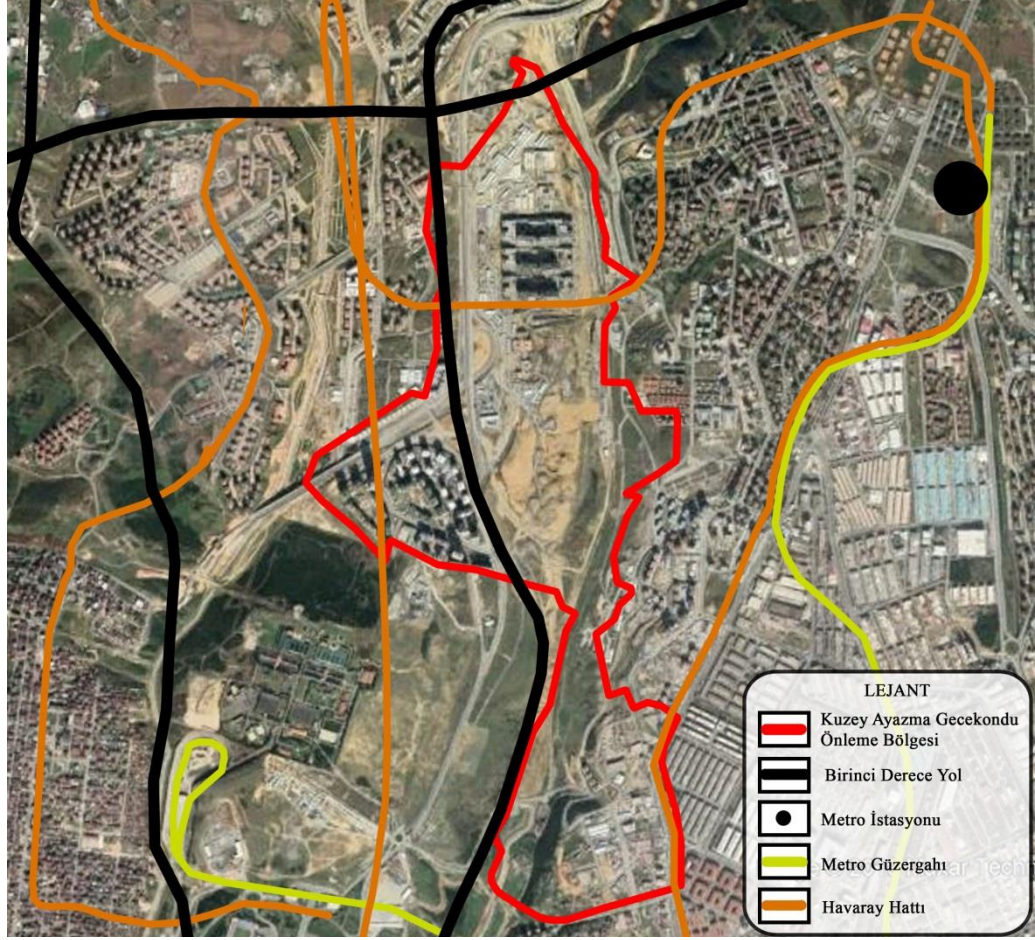 LEJANT
Kuzey Ayazma Gecekondu
Önleme Bölgesi
Birinci Derece Yol
Metro İstasyonu
Metro Güzergahı
Havaray Hattı